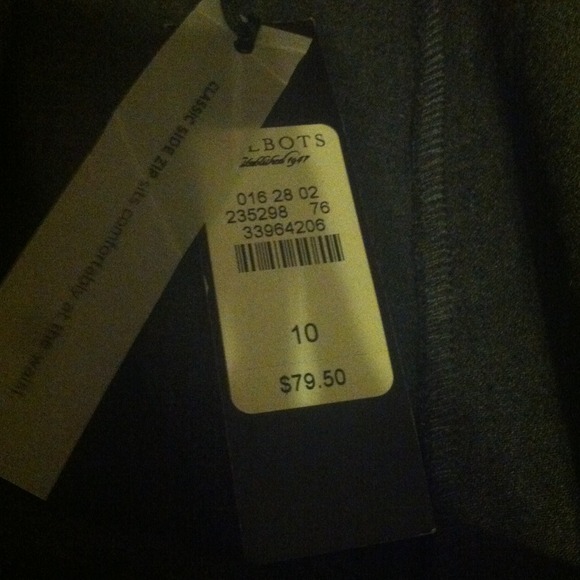 CLASSIC SIDE ZIP sits comfortably at the waist
LBOTS
Established 1947
016 28 02
235298 76
33964206
10
$79.50